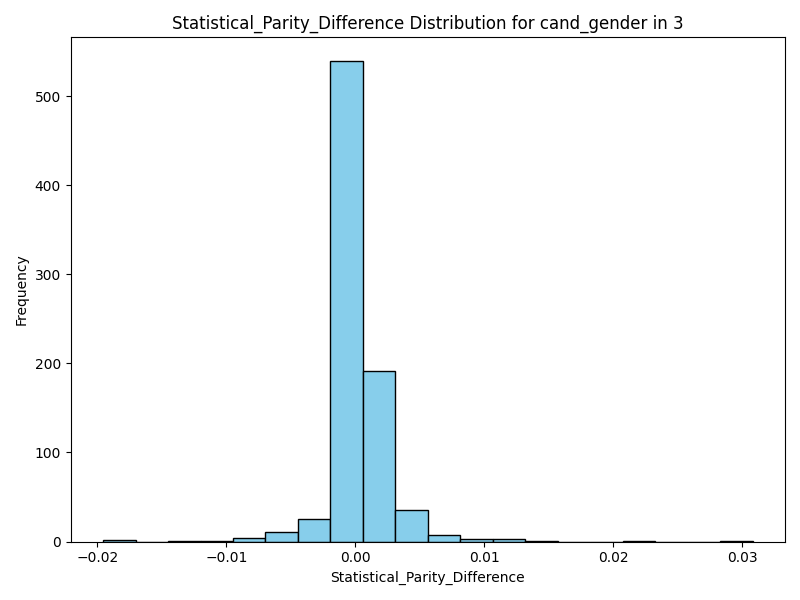 Statistical_Parity_Difference Distribution for cand_gender in 3
Frequency
500
400
300
200
100
0
−0.02 −0.01 0.00 0.01 0.02 0.03
Statistical_Parity_Difference